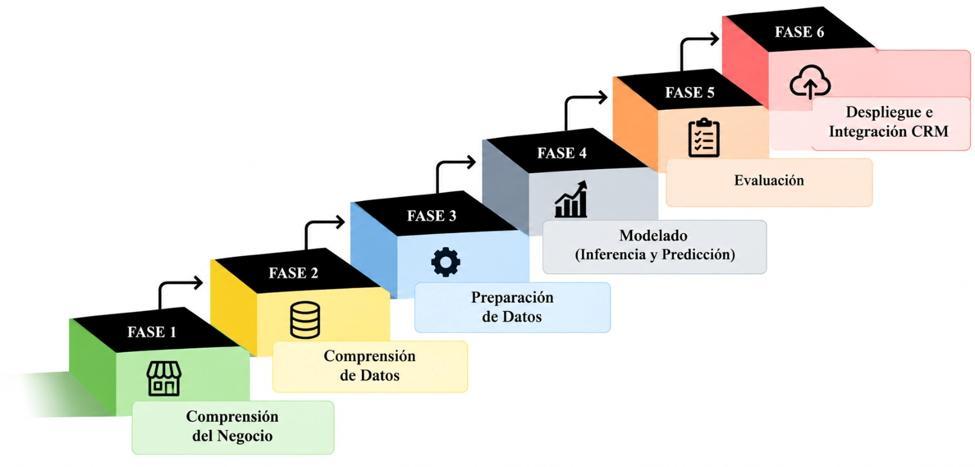 FASE 1
Comprensión
del Negocio
FASE 2
Comprensión
de Datos
FASE 3
Preparación
de Datos
FASE 4
Modelado
(Inferencia y Predicción)
FASE 5
Evaluación
FASE 6
Despliegue e
Integración CRM